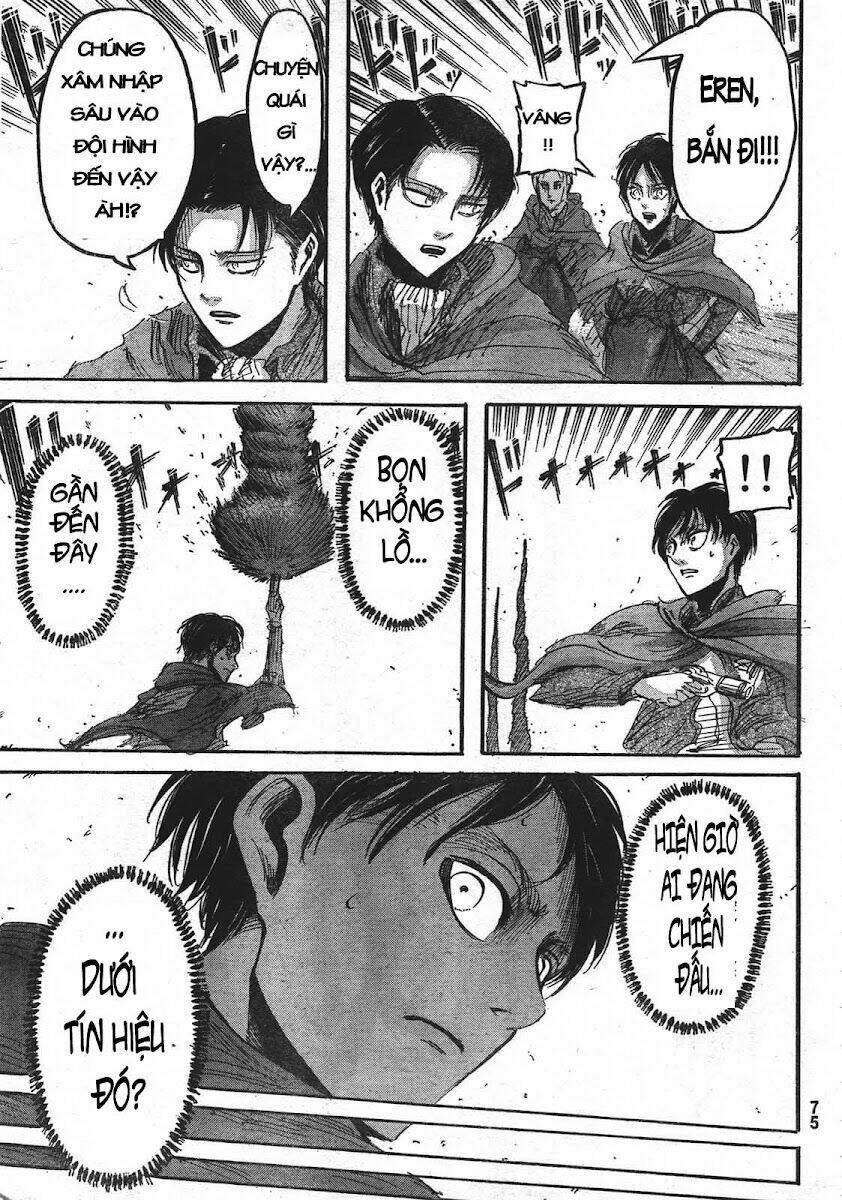 EREN,
BẮN ĐI!!!
VÂNG
!!
CHUYỆN
QUÁI
GÌ
VẬY?...
CHÚNG
XÂM NHẬP
SÂU VÀO
ĐỘI HÌNH
ĐẾN VẬY
ÀH!?
!!
BỌN
KHỔNG
LỒ...
GẦN
ĐẾN
ĐÂY
....
HIỆN GIỜ
AI ĐANG
CHIẾN
ĐẤU...
...
DƯỚI
TÍN HIỆU
ĐÓ?
75